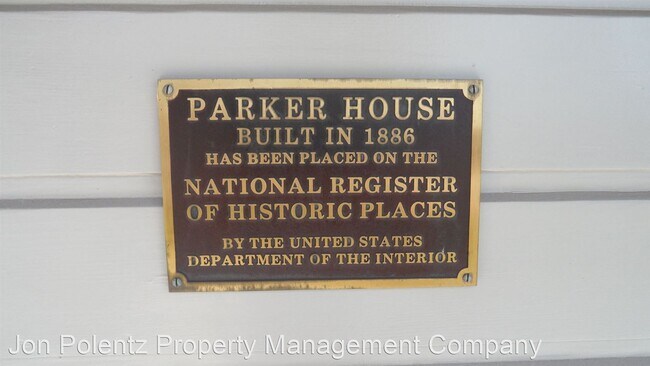 PARKER HOUSE
BUILT IN 1886
HAS BEEN PLACED ON THE
NATIONAL REGISTER
OF HISTORIC PLACES
BY THE UNITED STATES
DEPARTMENT OF THE INTERIOR
Jon Polentz Property Management Company